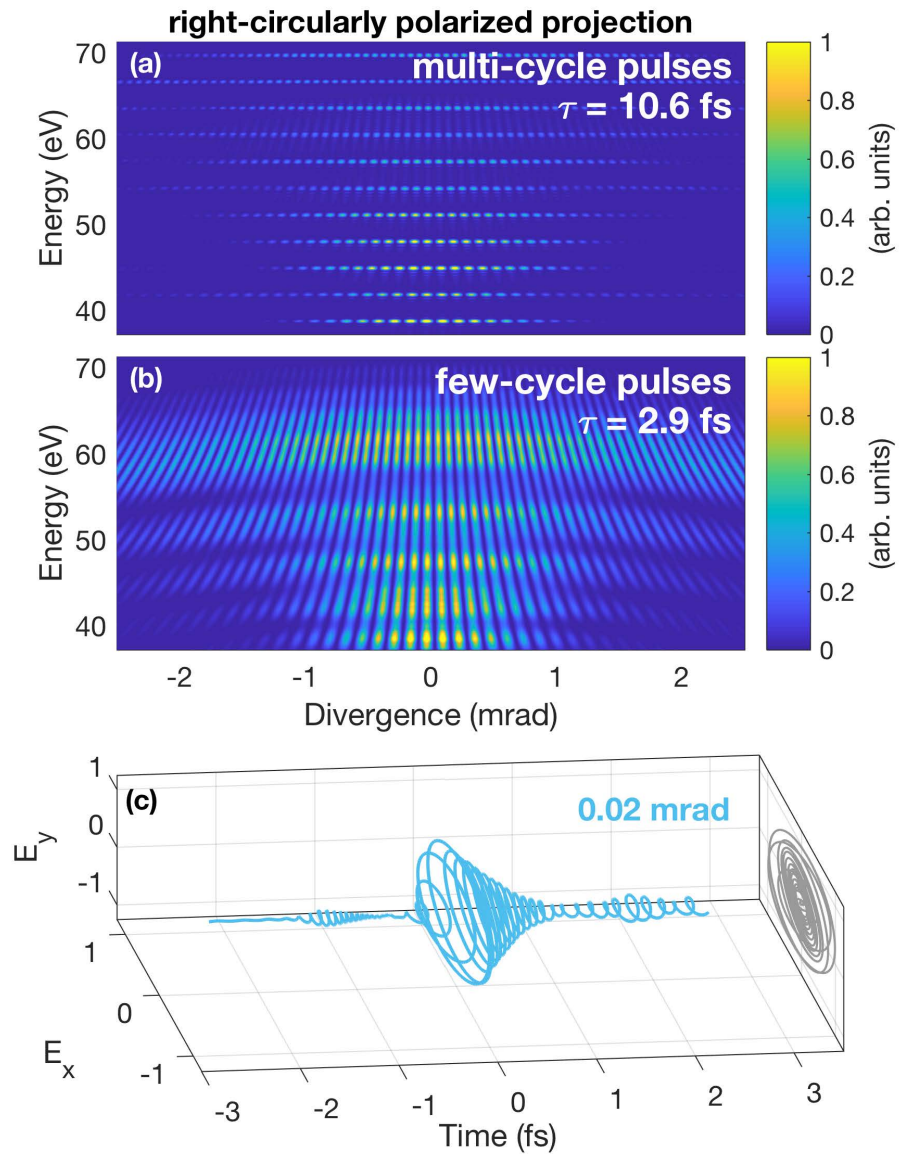 right-circularly polarized projection
(a)
multi-cycle pulses
τ = 10.6 fs
Energy (eV)
70
60
50
40
1
0.8
0.6
0.4
0.2
0
(arb. units)
(b)
few-cycle pulses
τ = 2.9 fs
Energy (eV)
70
60
50
40
1
0.8
0.6
0.4
0.2
0
(arb. units)
-2 -1 0 1 2
Divergence (mrad)
(c)
0.02 mrad
E_y
1
0
-1
E_x
1
0
-1
-3 -2 -1 0 1 2 3
Time (fs)